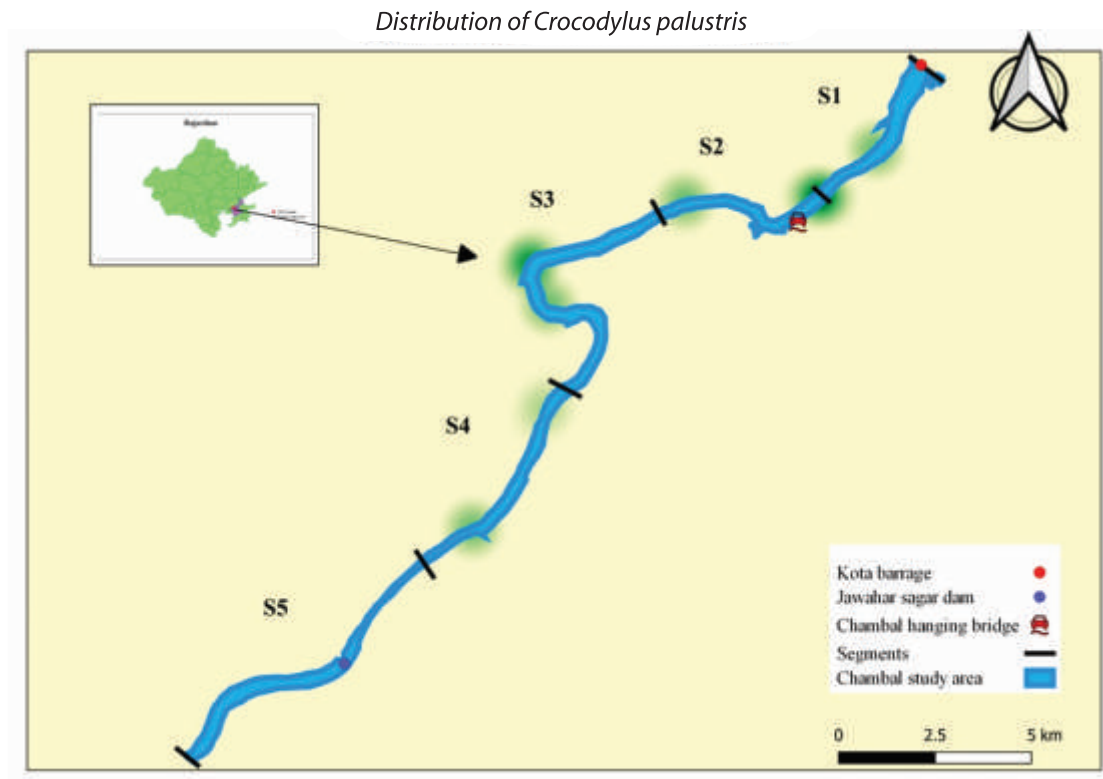 Distribution of Crocodylus palustris
Rajasthan
S1
S2
S3
S4
S5
Kota barrage
Jawahar sagar dam
Chambal hanging bridge
Segments
Chambal study area
0 2.5 5 km